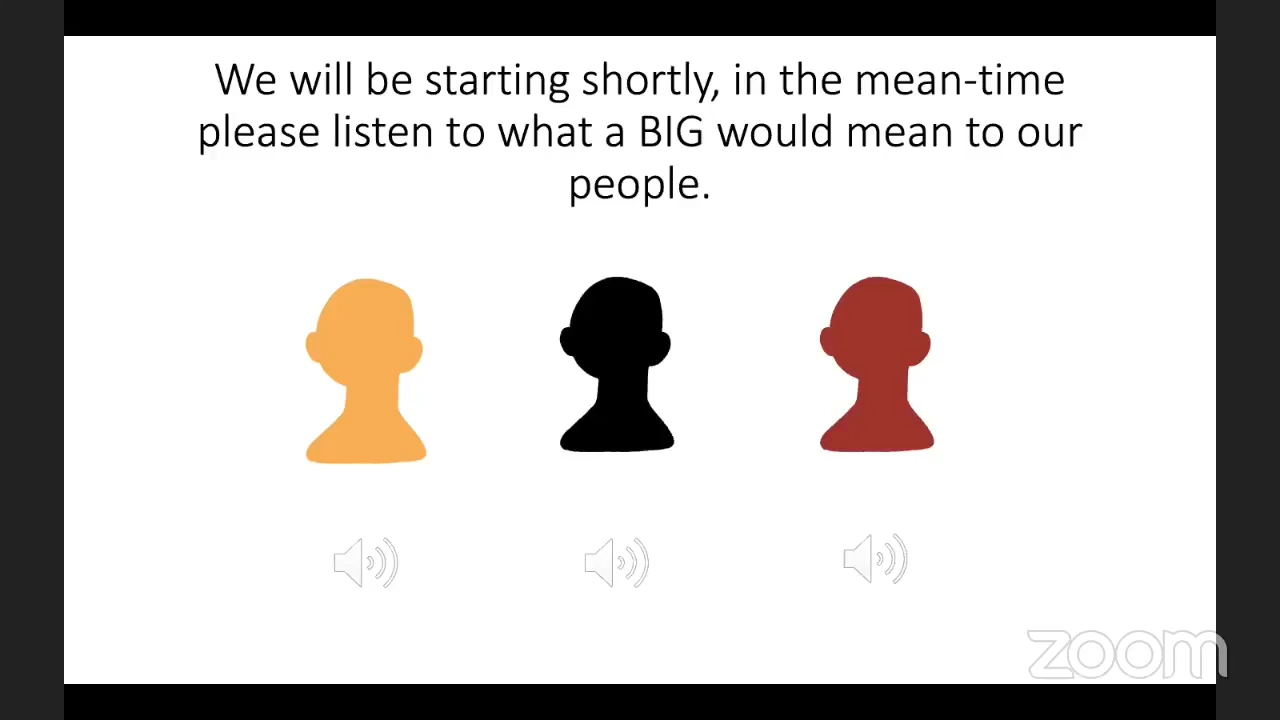 We will be starting shortly, in the mean-time
please listen to what a BIG would mean to our
people.
zoom